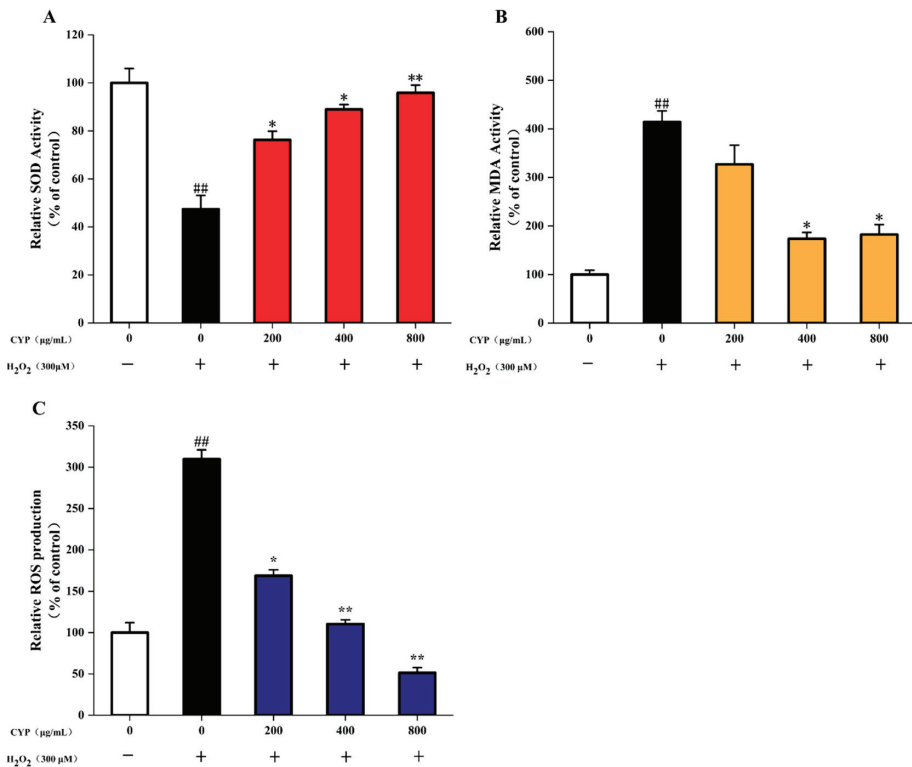 A
Relative SOD Activity
（% of control）
120
100
80
60
40
20
0
##
*
*
**
CYP（μg/mL） 0 0 200 400 800
H2O2（300μM） − + + + +
B
Relative MDA Activity
（% of control）
600
500
400
300
200
100
0
##
*
*
CYP（μg/mL） 0 0 200 400 800
H2O2（300 μM） − + + + +
C
Relative ROS production
（% of control）
350
300
250
200
150
100
50
0
##
*
**
**
CYP（μg/mL） 0 0 200 400 800
H2O2（300 μM） − + + + +